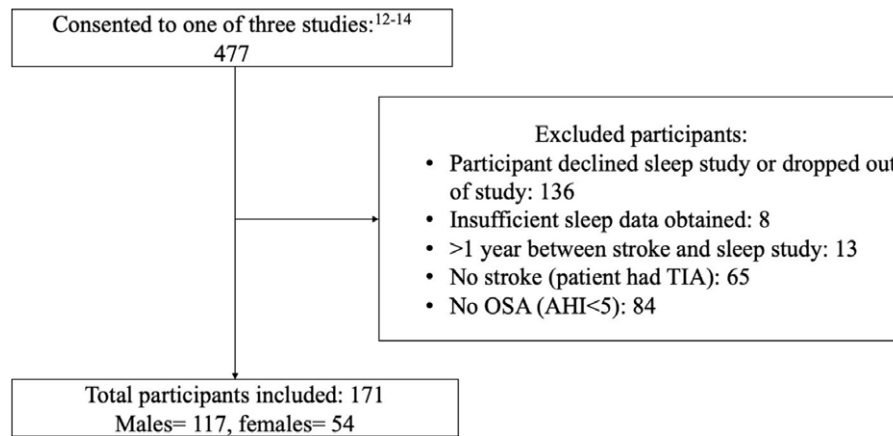 Consented to one of three studies:12-14
477
Excluded participants:
• Participant declined sleep study or dropped out
of study: 136
• Insufficient sleep data obtained: 8
• >1 year between stroke and sleep study: 13
• No stroke (patient had TIA): 65
• No OSA (AHI<5): 84
Total participants included: 171
Males= 117, females= 54